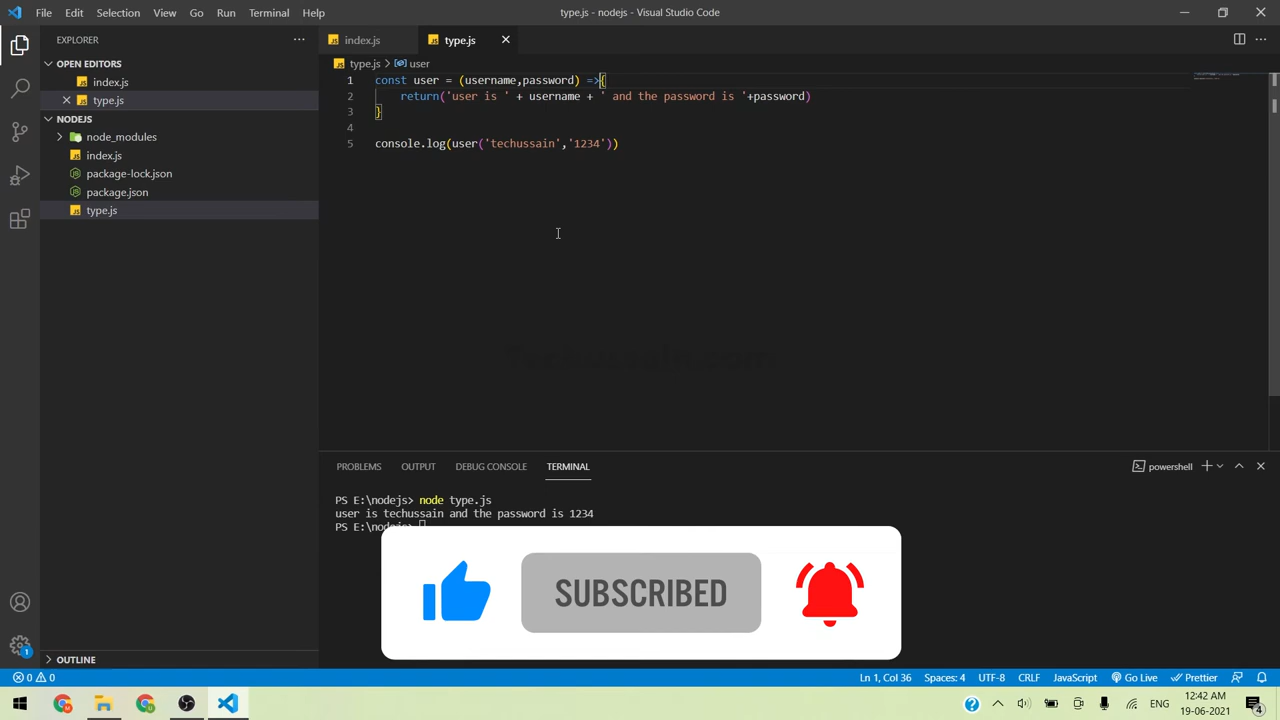 File Edit Selection View Go Run Terminal Help
type.js - nodejs - Visual Studio Code
EXPLORER
OPEN EDITORS
index.js
type.js
NODEJS
node_modules
index.js
package-lock.json
package.json
type.js
OUTLINE
index.js type.js
type.js > user
1 const user = (username,password) =>{
2 return('user is ' + username + ' and the password is '+password)
3 }
4
5 console.log(user('techussain','1234'))
PROBLEMS OUTPUT DEBUG CONSOLE TERMINAL
powershell
PS E:\nodejs> node type.js
user is techussain and the password is 1234
PS E:\nodejs>
SUBSCRIBED
1
0 0
Ln 1, Col 36 Spaces: 4 UTF-8 CRLF JavaScript Go Live Prettier
ENG
12:42 AM
19-06-2021
4